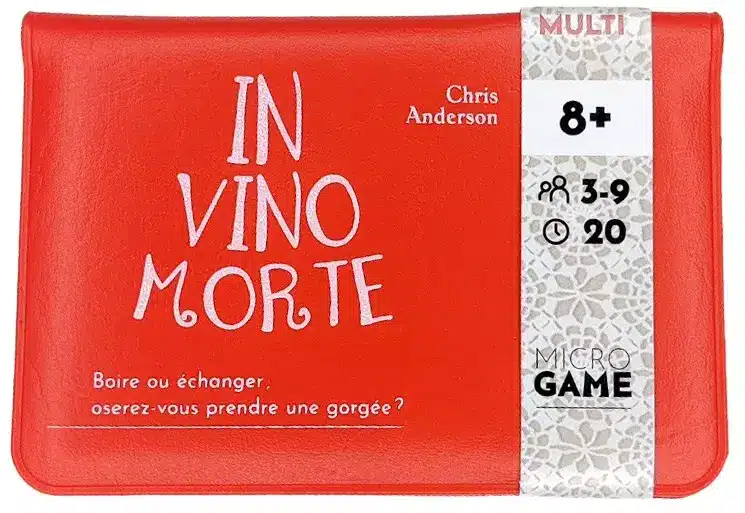 IN
VINO
MORTE
Chris
Anderson
Boire ou échanger,
oserez-vous prendre une gorgée?
MULTI
8+
3-9
20
MICRO
GAME